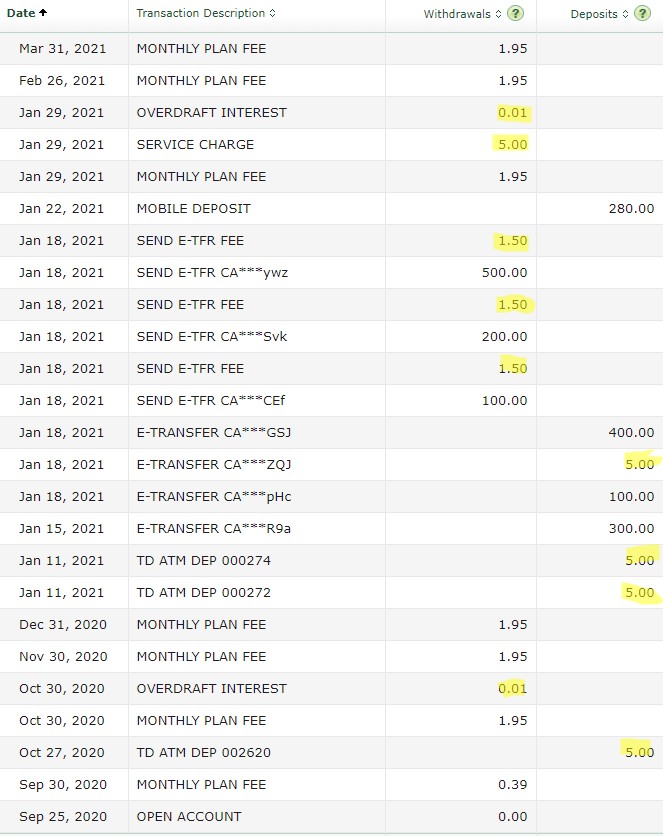 Date Transaction Description Withdrawals ? Deposits ?
Mar 31, 2021 MONTHLY PLAN FEE 1.95
Feb 26, 2021 MONTHLY PLAN FEE 1.95
Jan 29, 2021 OVERDRAFT INTEREST 0.01
Jan 29, 2021 SERVICE CHARGE 5.00
Jan 29, 2021 MONTHLY PLAN FEE 1.95
Jan 22, 2021 MOBILE DEPOSIT 280.00
Jan 18, 2021 SEND E-TFR FEE 1.50
Jan 18, 2021 SEND E-TFR CA***ywz 500.00
Jan 18, 2021 SEND E-TFR FEE 1.50
Jan 18, 2021 SEND E-TFR CA***Svk 200.00
Jan 18, 2021 SEND E-TFR FEE 1.50
Jan 18, 2021 SEND E-TFR CA***CEf 100.00
Jan 18, 2021 E-TRANSFER CA***GSJ 400.00
Jan 18, 2021 E-TRANSFER CA***ZQJ 5.00
Jan 18, 2021 E-TRANSFER CA***pHc 100.00
Jan 15, 2021 E-TRANSFER CA***R9a 300.00
Jan 11, 2021 TD ATM DEP 000274 5.00
Jan 11, 2021 TD ATM DEP 000272 5.00
Dec 31, 2020 MONTHLY PLAN FEE 1.95
Nov 30, 2020 MONTHLY PLAN FEE 1.95
Oct 30, 2020 OVERDRAFT INTEREST 0.01
Oct 30, 2020 MONTHLY PLAN FEE 1.95
Oct 27, 2020 TD ATM DEP 002620 5.00
Sep 30, 2020 MONTHLY PLAN FEE 0.39
Sep 25, 2020 OPEN ACCOUNT 0.00